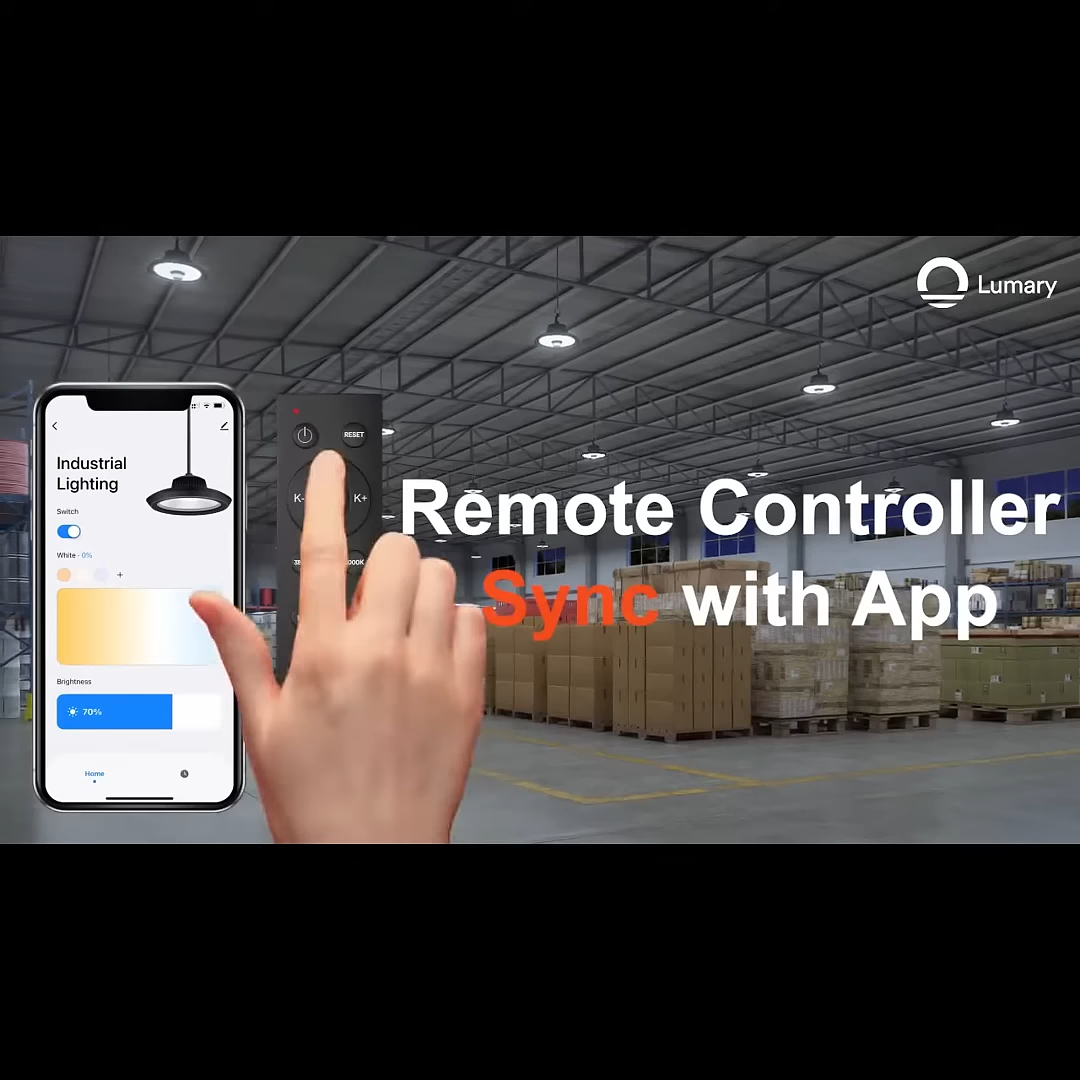 Lumary
Industrial
Lighting
Switch
White - 0%
Brightness
70%
Home
RESET
K-
K+
Remote Controller
Sync with App